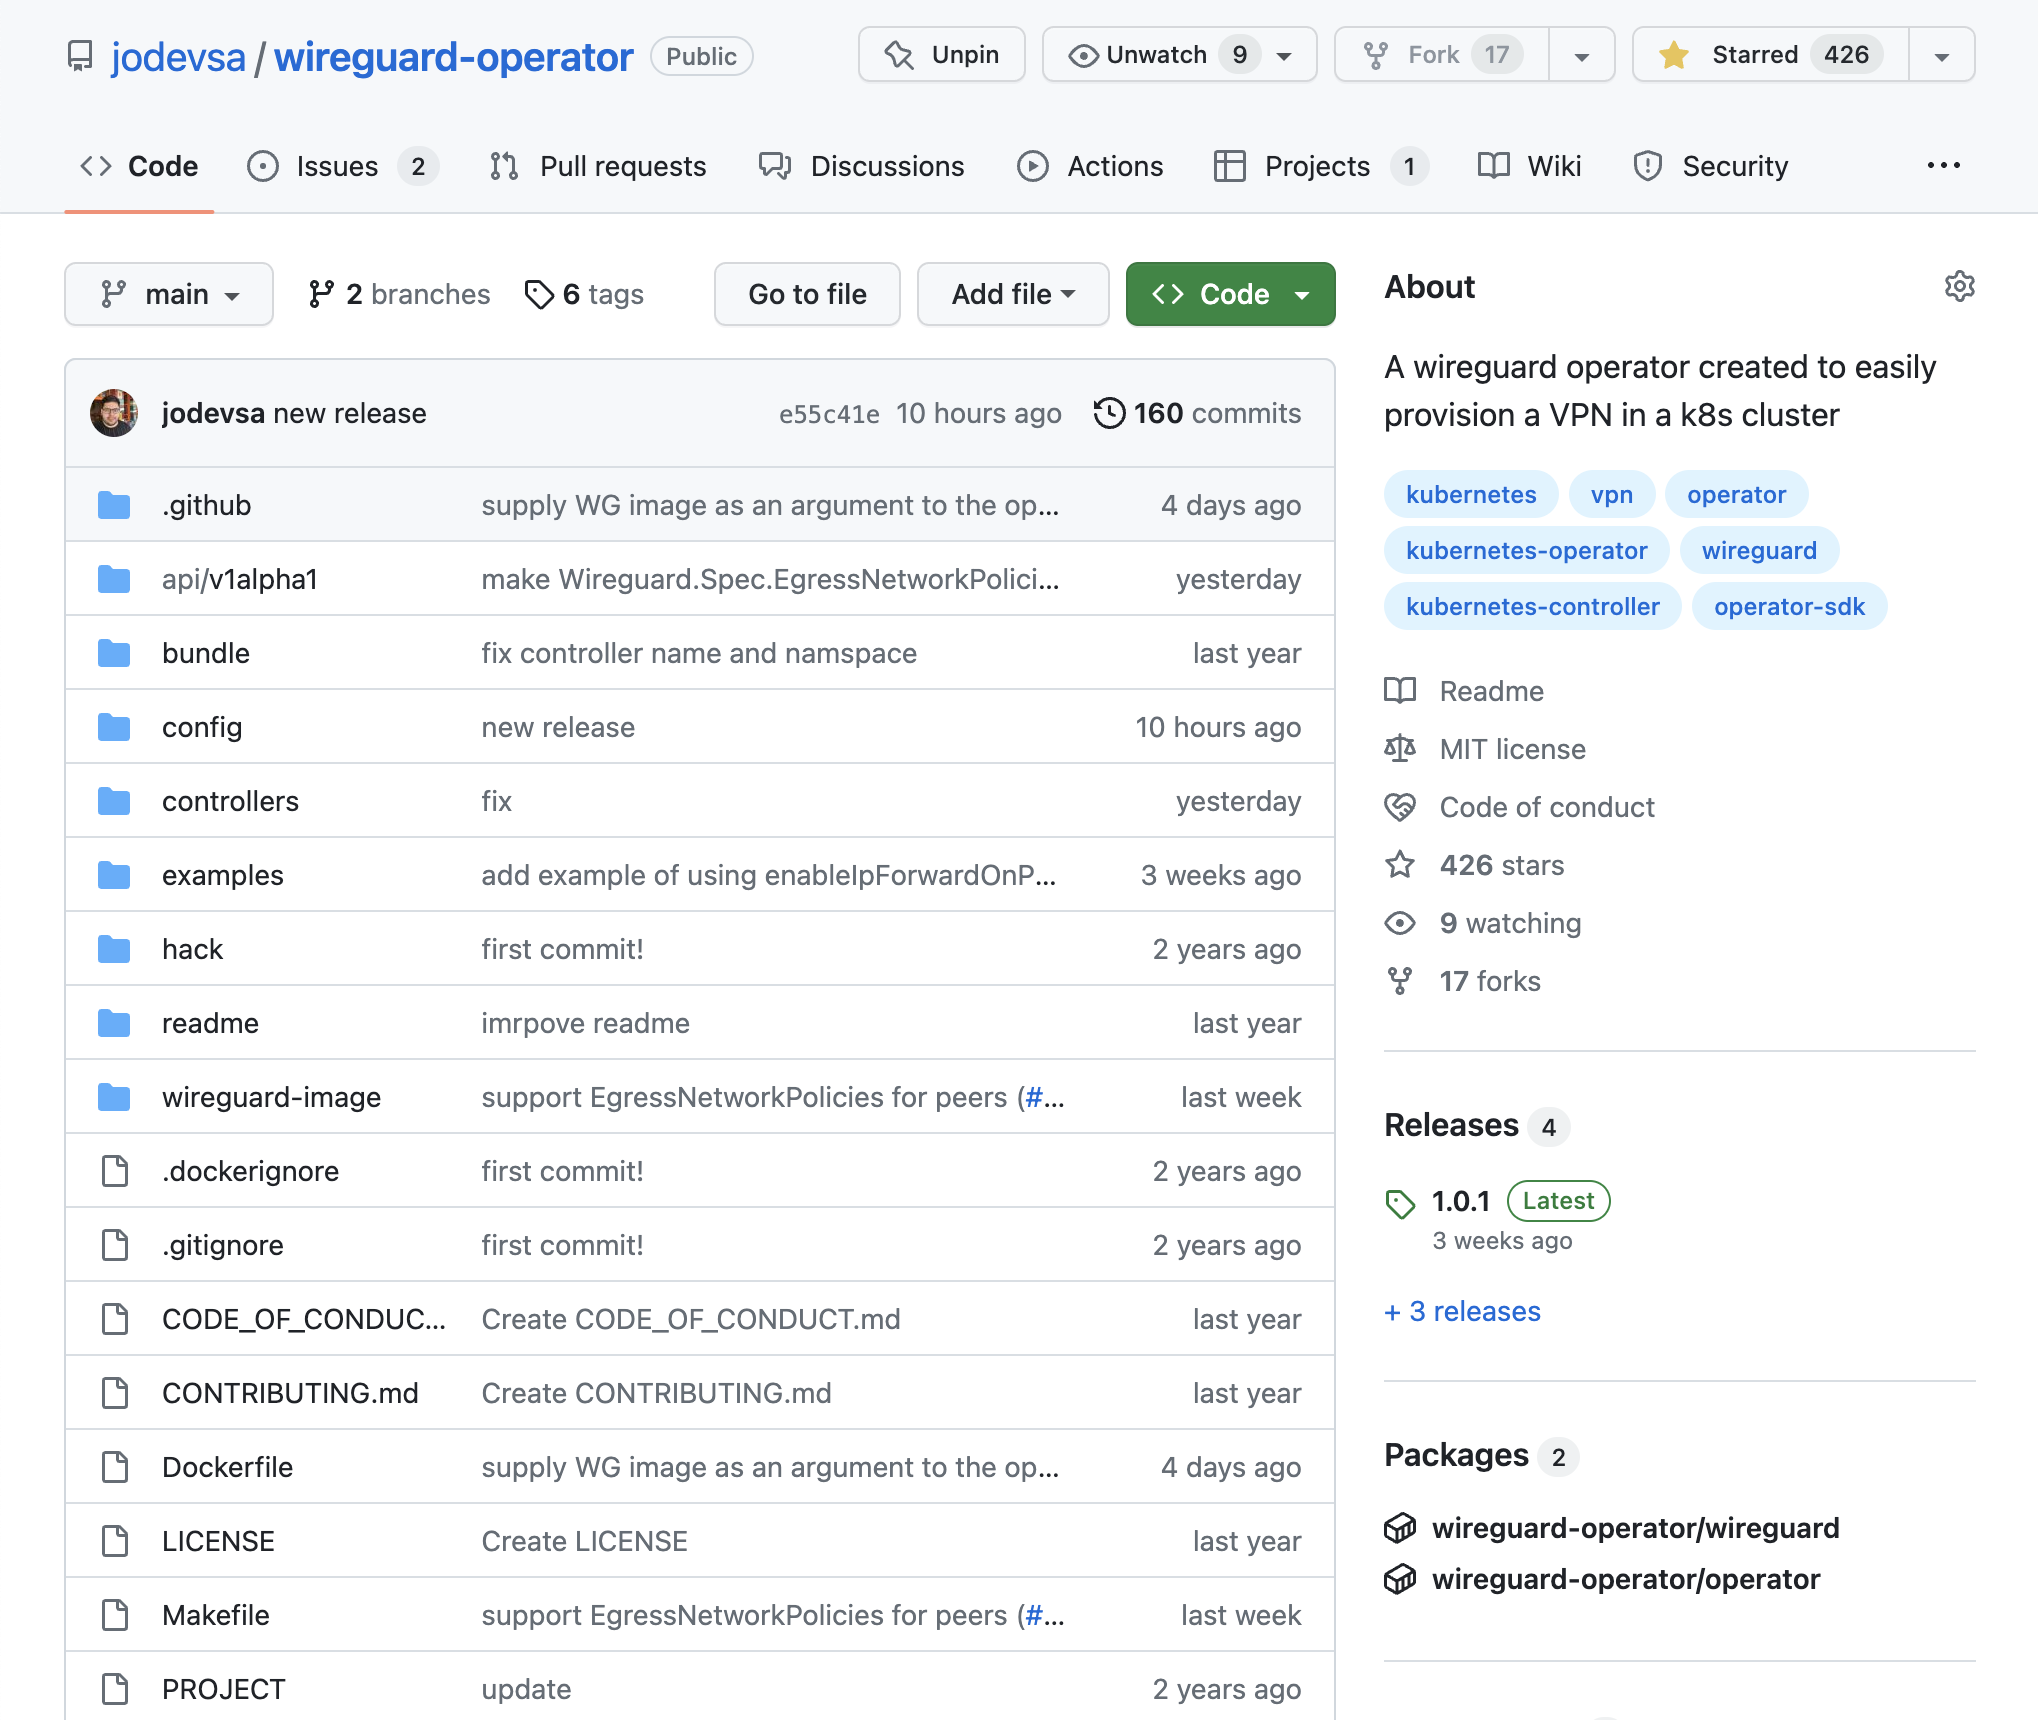 jodevsa / wireguard-operator Public Unpin Unwatch 9 Fork 17 Starred 426
Code Issues 2 Pull requests Discussions Actions Projects 1 Wiki Security ...
main 2 branches 6 tags Go to file Add file Code
jodevsa new release e55c41e 10 hours ago 160 commits
.github supply WG image as an argument to the op... 4 days ago
api/v1alpha1 make Wireguard.Spec.EgressNetworkPolici... yesterday
bundle fix controller name and namspace last year
config new release 10 hours ago
controllers fix yesterday
examples add example of using enableIpForwardOnP... 3 weeks ago
hack first commit! 2 years ago
readme imrpove readme last year
wireguard-image support EgressNetworkPolicies for peers (#... last week
.dockerignore first commit! 2 years ago
.gitignore first commit! 2 years ago
CODE_OF_CONDUC... Create CODE_OF_CONDUCT.md last year
CONTRIBUTING.md Create CONTRIBUTING.md last year
Dockerfile supply WG image as an argument to the op... 4 days ago
LICENSE Create LICENSE last year
Makefile support EgressNetworkPolicies for peers (#... last week
PROJECT update 2 years ago
About
A wireguard operator created to easily
provision a VPN in a k8s cluster
kubernetes vpn operator
kubernetes-operator wireguard
kubernetes-controller operator-sdk
Readme
MIT license
Code of conduct
426 stars
9 watching
17 forks
Releases 4
1.0.1 Latest
3 weeks ago
+ 3 releases
Packages 2
wireguard-operator/wireguard
wireguard-operator/operator